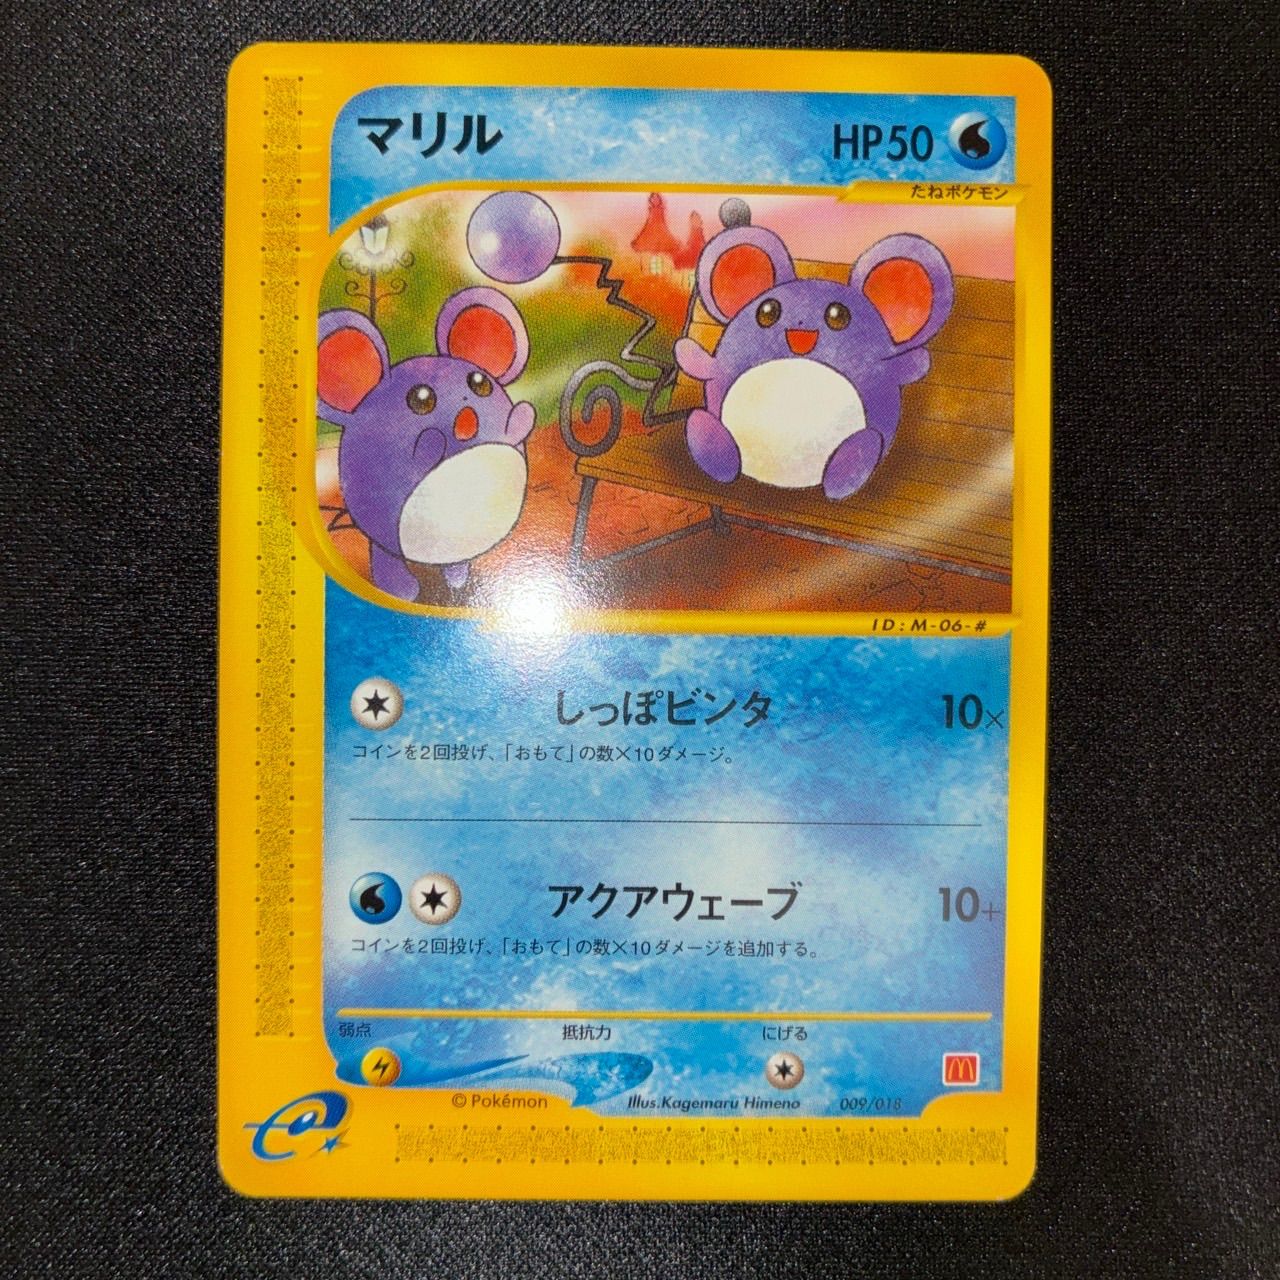 マリル
HP50
たねポケモン
ID:M-06-#
しっぽビンタ 10×
コインを2回投げ、「おもて」の数×10ダメージ。
アクアウェーブ 10+
コインを2回投げ、「おもて」の数×10ダメージを追加する。
弱点 抵抗力 にげる
©Pokémon Illus.Kagemaru Himeno 009/018